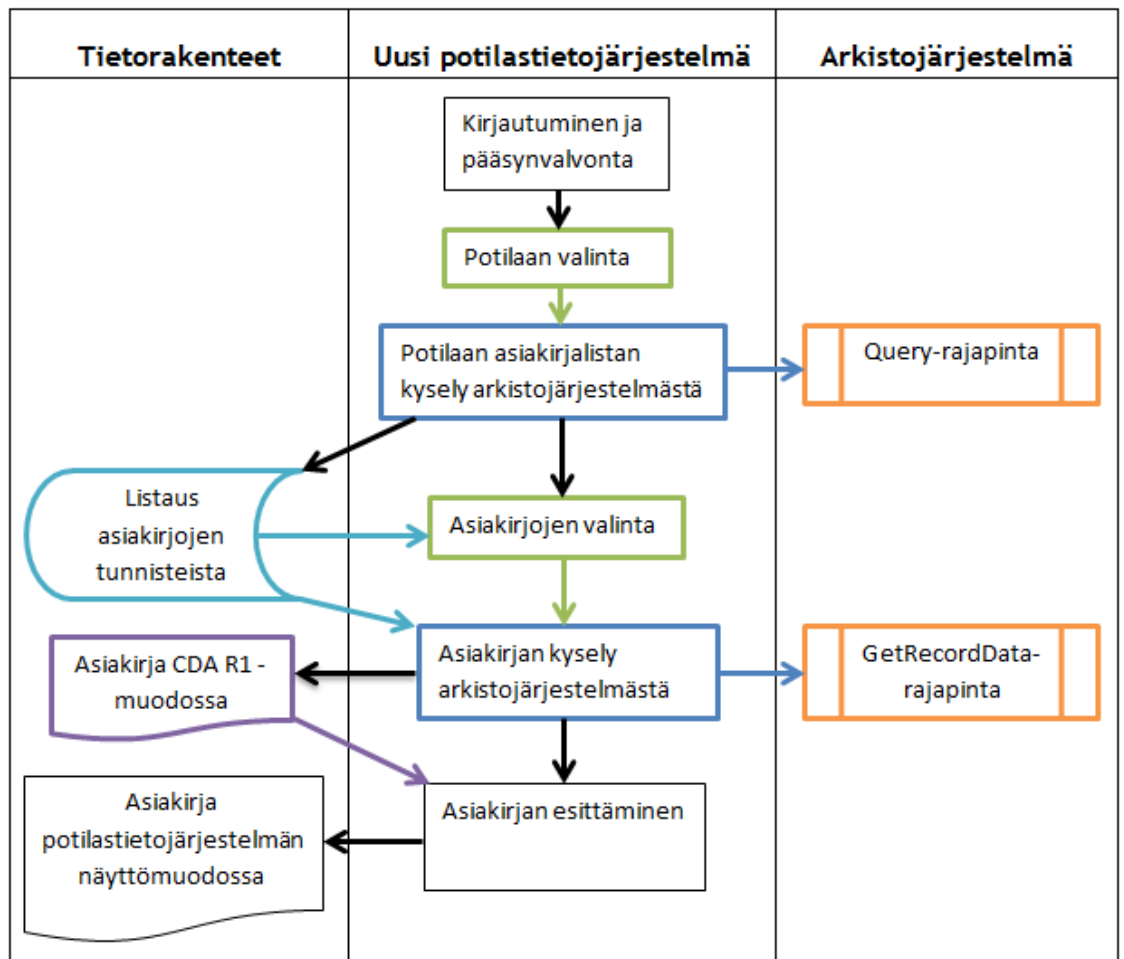 Tietorakenteet
Uusi potilastietojärjestelmä
Arkistojärjestelmä
Kirjautuminen ja
pääsynvalvonta
Potilaan valinta
Potilaan asiakirjalistan
kysely arkistojärjestelmästä
Query-rajapinta
Listaus
asiakirjojen
tunnisteista
Asiakirjojen valinta
Asiakirja CDA R1 -
muodossa
Asiakirjan kysely
arkistojärjestelmästä
GetRecordData-
rajapinta
Asiakirja
potilastietojärjestelmän
näyttömuodossa
Asiakirjan esittäminen